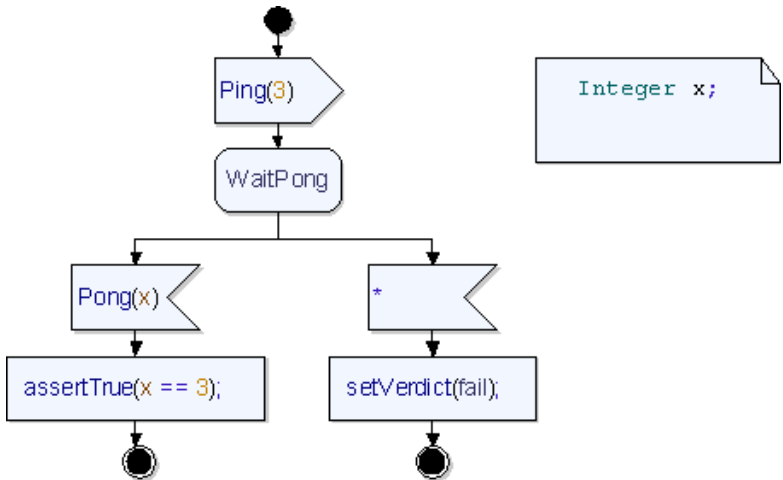 Ping(3)
Integer x;
WaitPong
Pong(x)
*
assertTrue(x == 3);
setVerdict(fail);